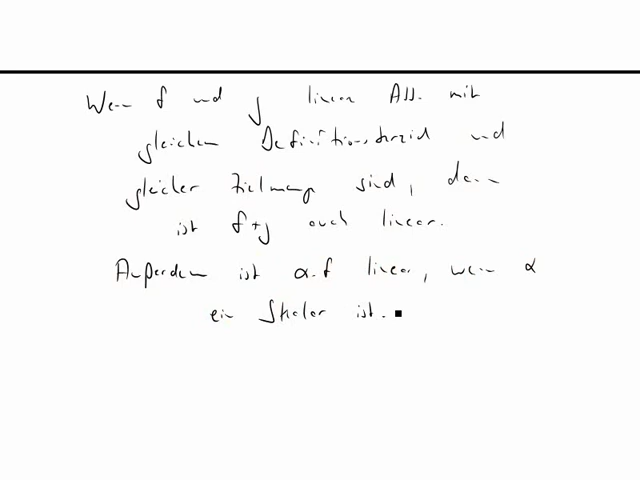 Wenn f und g linear Abb. mit
gleichem Definitionsbereich und
gleicher Zielmenge sind, dann
ist f+g auch linear.
Außerdem ist α·f linear, wenn α
ein Skalar ist. ▪